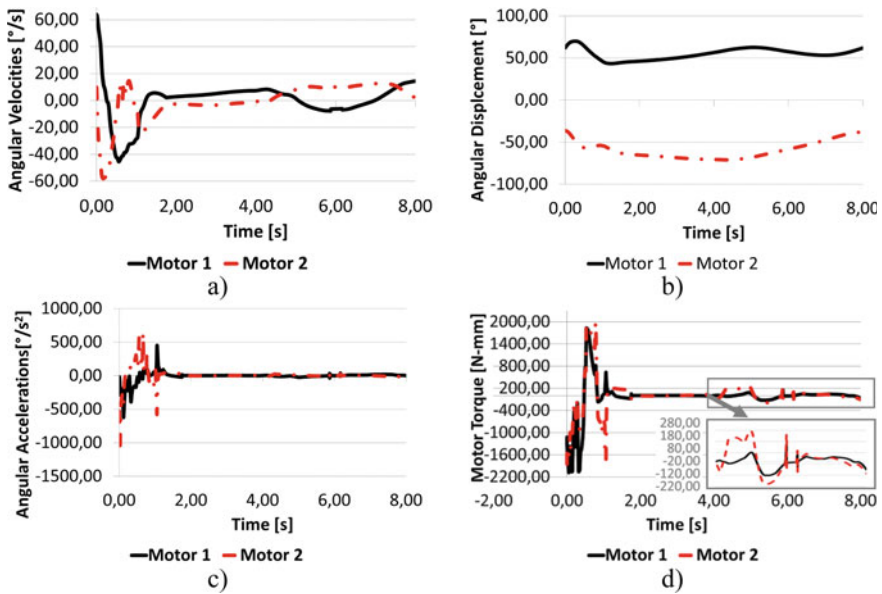 Angular Velocities [°/s]
60,00
40,00
20,00
0,00
-20,00
-40,00
-60,00
0,00 2,00 4,00 6,00 8,00
Time [s]
Motor 1 Motor 2
a)
Angular Displcement [°]
100,00
50,00
0,00
-50,00
-100,00
0,00 2,00 4,00 6,00 8,00
Time [s]
Motor 1 Motor 2
b)
Angular Accelerations[°/s²]
1000,00
500,00
0,00
-500,00
-1000,00
-1500,00
0,00 2,00 4,00 6,00 8,00
Time [s]
Motor 1 Motor 2
c)
Motor Torque [N-mm]
2000,00
1400,00
800,00
200,00
-400,00
-1000,00
-1600,00
-2200,00
280,00
180,00
80,00
-20,00
-120,00
-220,00
-2,00 0,00 2,00 4,00 6,00 8,00
Time [s]
Motor 1 Motor 2
d)